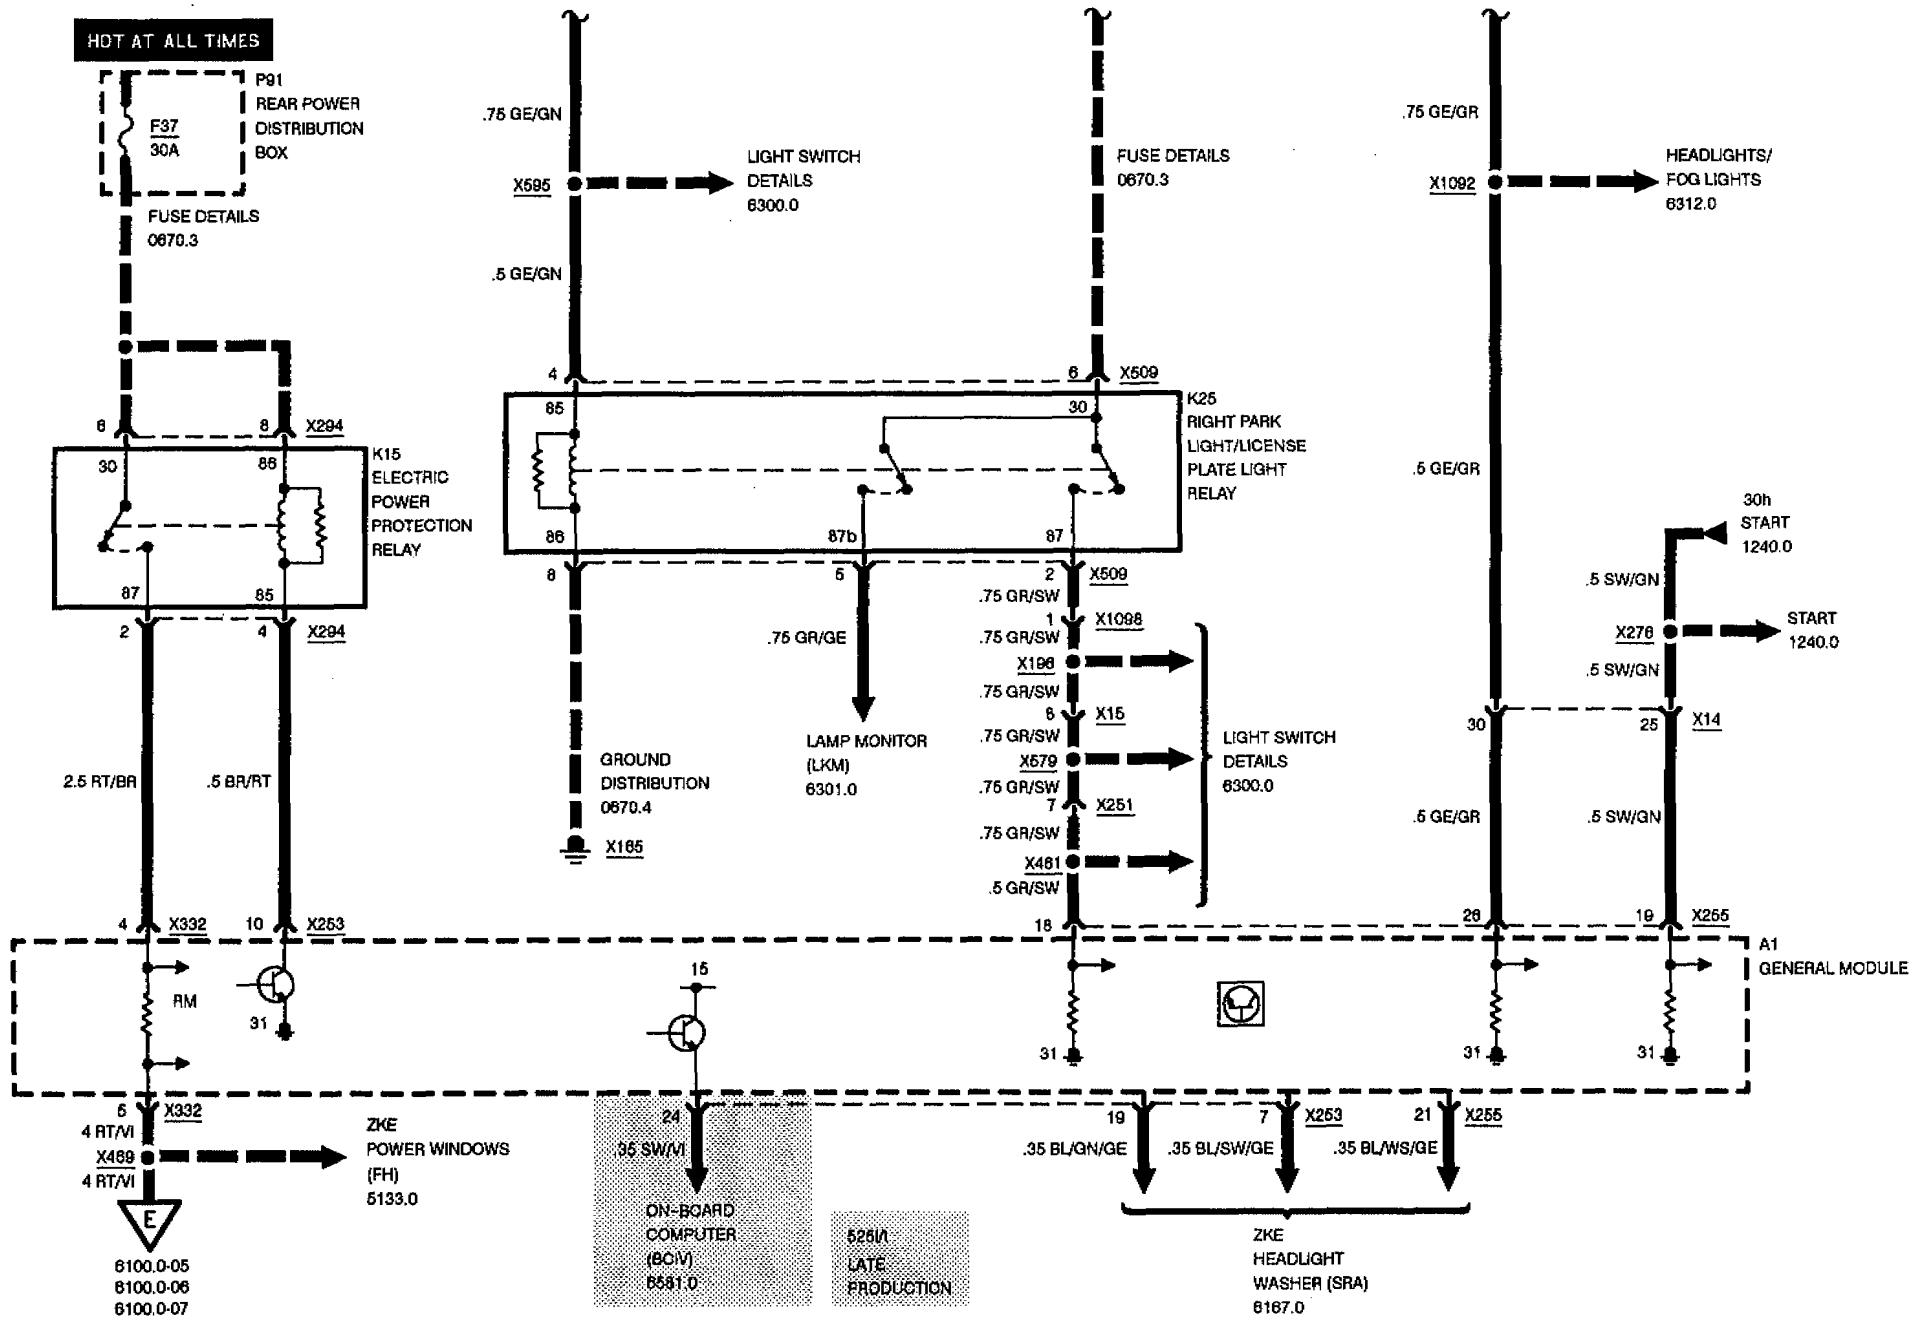 HOT AT ALL TIMES
P91
REAR POWER
DISTRIBUTION
BOX
F37
30A
FUSE DETAILS
0670.3
6
8
X294
30
86
K15
ELECTRIC
POWER
PROTECTION
RELAY
87
85
2
4
X294
2.5 RT/BR
.5 BR/RT
4
X332
10
X253
.75 GE/GN
X595
LIGHT SWITCH
DETAILS
6300.0
.5 GE/GN
FUSE DETAILS
0670.3
4
6
X509
85
30
K25
RIGHT PARK
LIGHT/LICENSE
PLATE LIGHT
RELAY
86
87b
87
8
5
2
X509
.75 GR/SW
1
X1098
.75 GR/SW
X196
.75 GR/SW
6
X15
.75 GR/SW
X579
.75 GR/SW
7
X251
.75 GR/SW
X461
.5 GR/SW
18
.75 GR/GE
LAMP MONITOR
(LKM)
6301.0
GROUND
DISTRIBUTION
0670.4
X165
LIGHT SWITCH
DETAILS
6300.0
.75 GE/GR
X1092
HEADLIGHTS/
FOG LIGHTS
6312.0
.5 GE/GR
30h
START
1240.0
.5 SW/GN
X276
START
1240.0
.5 SW/GN
30
25
X14
.5 GE/GR
.5 SW/GN
26
19
X255
A1
GENERAL MODULE
RM
31
15
31
31
31
5
X332
4 RT/VI
X469
4 RT/VI
E
6100.0-05
6100.0-06
6100.0-07
ZKE
POWER WINDOWS
(FH)
5133.0
24
.35 SW/VI
ON-BOARD
COMPUTER
(BCIV)
6581.0
525i/t
LATE
PRODUCTION
19
7
X253
21
X255
.35 BL/GN/GE
.35 BL/SW/GE
.35 BL/WS/GE
ZKE
HEADLIGHT
WASHER (SRA)
6167.0